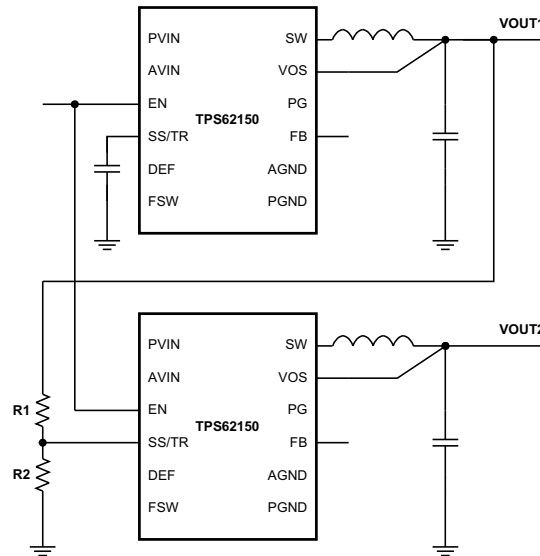 VOUT1
PVIN SW
AVIN VOS
EN PG
TPS62150
SS/TR FB
DEF AGND
FSW PGND
VOUT2
PVIN SW
AVIN VOS
R1
EN PG
TPS62150
SS/TR FB
R2
DEF AGND
FSW PGND